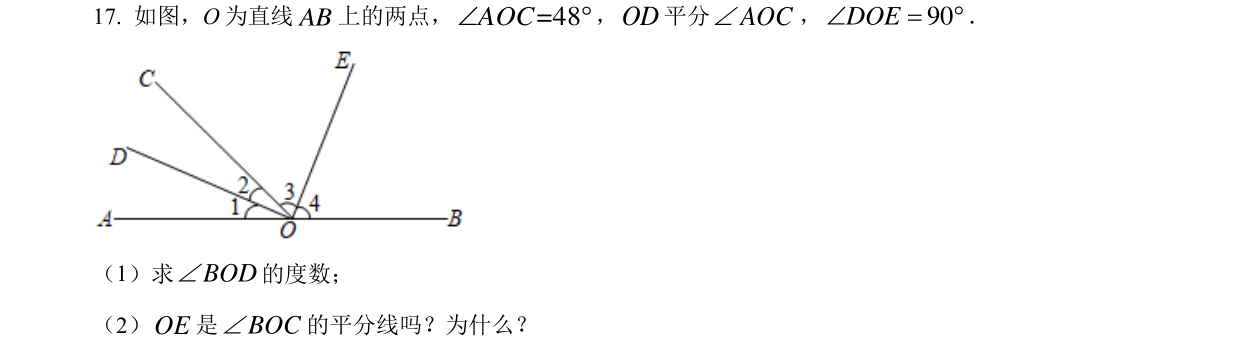 17. 如图，O 为直线 AB 上的两点，∠AOC=48°，OD 平分∠AOC，∠DOE=90°．
E
C
D
2
3
1
4
A
B
O
（1）求∠BOD 的度数；
（2）OE 是∠BOC 的平分线吗？为什么？